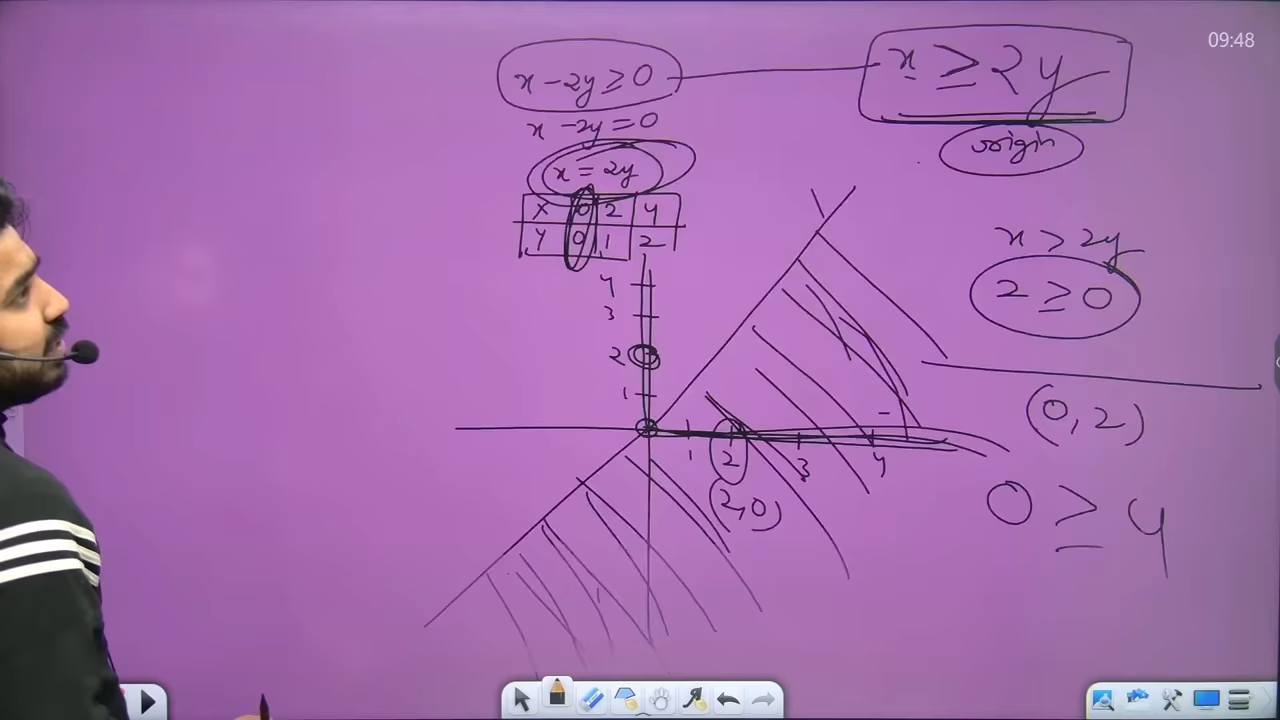 09:48
x - 2y ≥ 0
x ≥ 2y
x - 2y = 0
origin
x = 2y
x 0 2 4
y 0 1 2
x > 2y
2 ≥ 0
4
3
2
1
1 2 3 4
(2,0)
(0,2)
0 ≥ 4